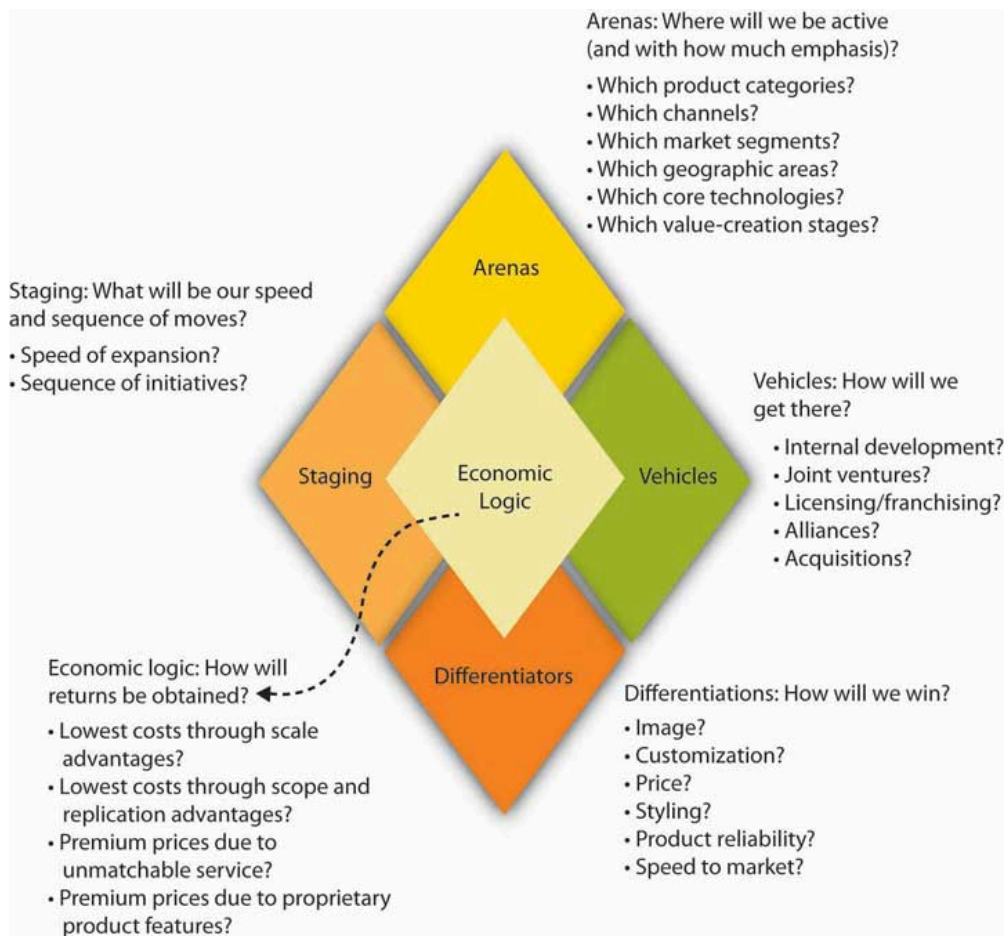 Arenas: Where will we be active
(and with how much emphasis)?
• Which product categories?
• Which channels?
• Which market segments?
• Which geographic areas?
• Which core technologies?
• Which value-creation stages?
Arenas
Staging: What will be our speed
and sequence of moves?
• Speed of expansion?
• Sequence of initiatives?
Vehicles: How will we
get there?
• Internal development?
• Joint ventures?
• Licensing/franchising?
• Alliances?
• Acquisitions?
Staging
Economic
Logic
Vehicles
Economic logic: How will
returns be obtained?
• Lowest costs through scale
advantages?
• Lowest costs through scope and
replication advantages?
• Premium prices due to
unmatchable service?
• Premium prices due to proprietary
product features?
Differentiators
Differentiations: How will we win?
• Image?
• Customization?
• Price?
• Styling?
• Product reliability?
• Speed to market?